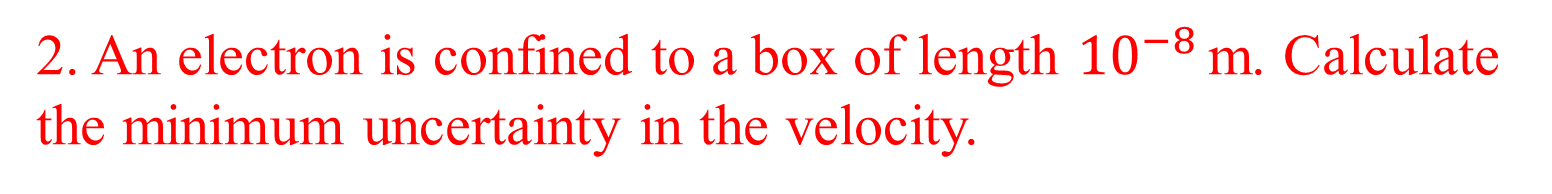 2. An electron is confined to a box of length 10⁻⁸ m. Calculate
the minimum uncertainty in the velocity.